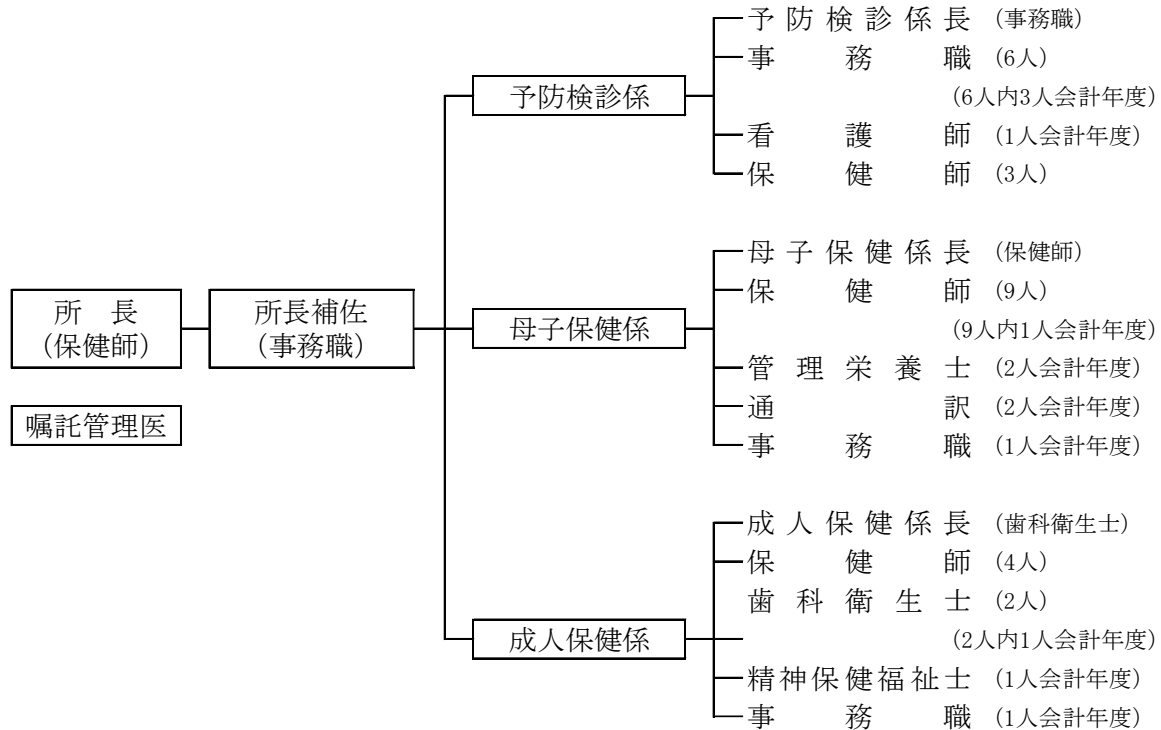 予防検診係長 (事務職)
事務職 (6人)
(6人内3人会計年度)
看護師 (1人会計年度)
保健師 (3人)
予防検診係
母子保健係長 (保健師)
保健師 (9人)
(9人内1人会計年度)
管理栄養士 (2人会計年度)
通訳 (2人会計年度)
事務職 (1人会計年度)
母子保健係
所長
(保健師)
所長補佐
(事務職)
嘱託管理医
成人保健係長 (歯科衛生士)
保健師 (4人)
歯科衛生士 (2人)
(2人内1人会計年度)
精神保健福祉士 (1人会計年度)
事務職 (1人会計年度)
成人保健係